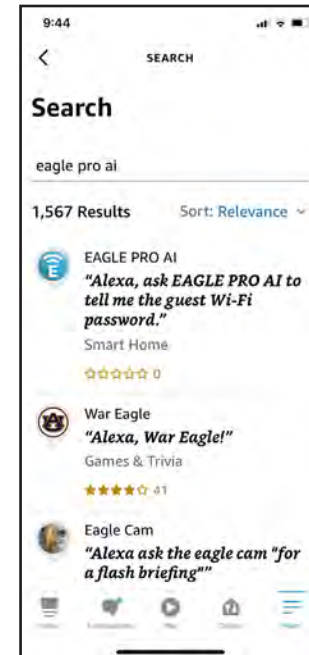 9:44
SEARCH
Search
eagle pro ai
1,567 Results Sort: Relevance
EAGLE PRO AI
“Alexa, ask EAGLE PRO AI to
tell me the guest Wi-Fi
password.”
Smart Home
0
War Eagle
“Alexa, War Eagle!”
Games & Trivia
41
Eagle Cam
“Alexa ask the eagle cam "for
a flash briefing"”